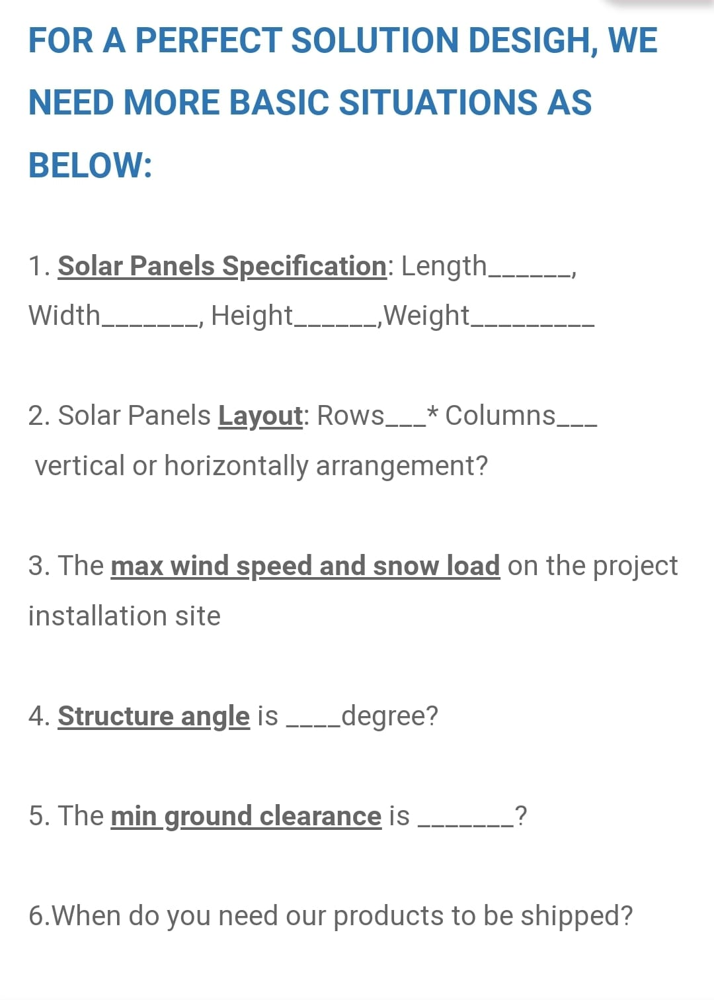 FOR A PERFECT SOLUTION DESIGH, WE
NEED MORE BASIC SITUATIONS AS
BELOW:
1. Solar Panels Specification: Length______,
Width_______, Height______,Weight_________
2. Solar Panels Layout: Rows___* Columns___
vertical or horizontally arrangement?
3. The max wind speed and snow load on the project
installation site
4. Structure angle is ____degree?
5. The min ground clearance is _______?
6.When do you need our products to be shipped?